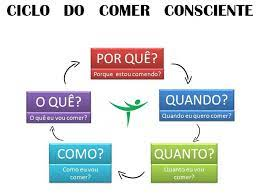 CICLO DO COMER CONSCIENTE
POR QUÊ?
Porque estou comendo?
QUANDO?
Quando eu quero comer?
QUANTO?
Quanto eu vou
comer?
COMO?
Como eu vou
comer?
O QUÊ?
O quê eu vou comer?